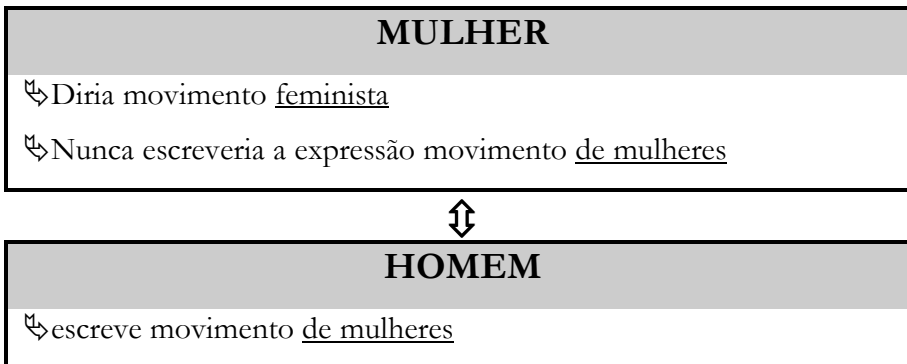 MULHER
↳Diria movimento feminista
↳Nunca escreveria a expressão movimento de mulheres
⇕
HOMEM
↳escreve movimento de mulheres